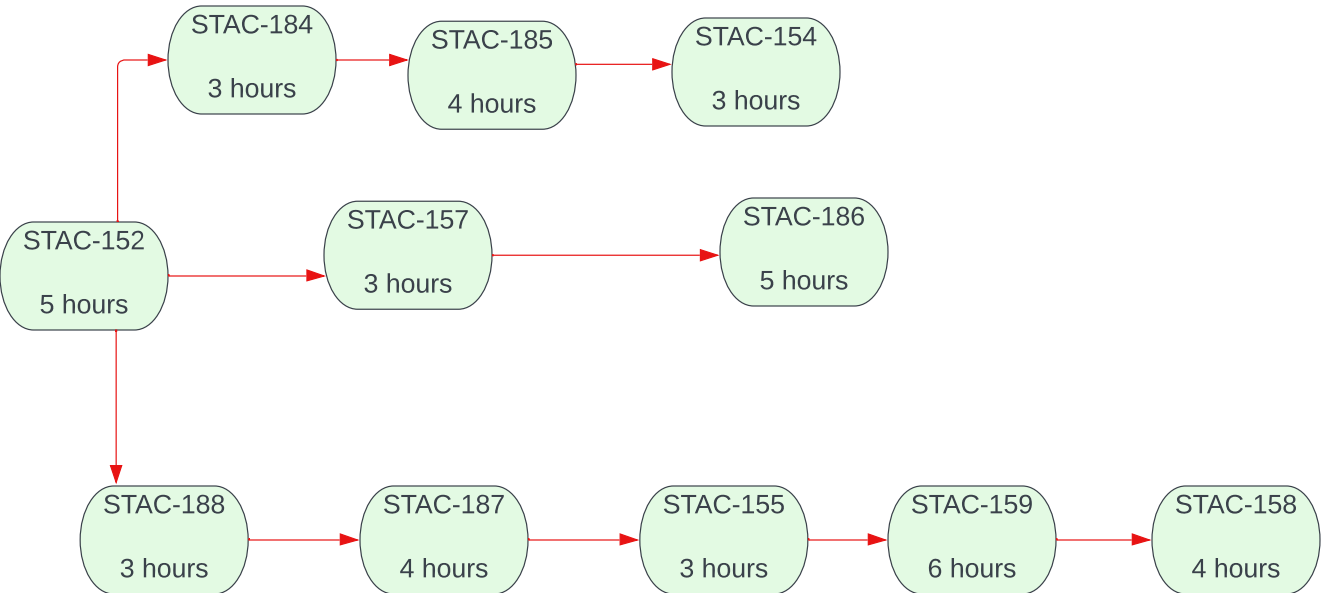 STAC-184
3 hours
STAC-185
4 hours
STAC-154
3 hours
STAC-152
5 hours
STAC-157
3 hours
STAC-186
5 hours
STAC-188
3 hours
STAC-187
4 hours
STAC-155
3 hours
STAC-159
6 hours
STAC-158
4 hours